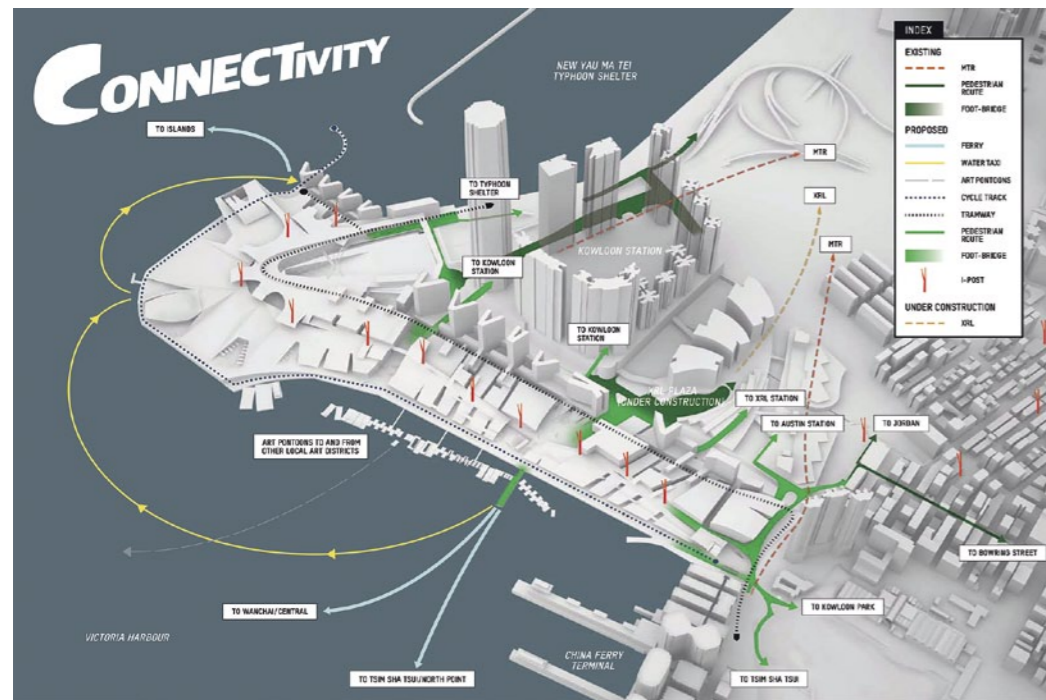 CONNECTIVITY
NEW YAU MA TEI
TYPHOON SHELTER
TO ISLANDS
TO TYPHOON
SHELTER
KOWLOON STATION
TO KOWLOON
STATION
TO KOWLOON
STATION
MTR
XRL
MTR
XRL PLAZA
(UNDER CONSTRUCTION)
TO XRL STATION
TO AUSTIN STATION
TO JORDAN
ART PONTOONS TO AND FROM
OTHER LOCAL ART DISTRICTS
TO BOWRING STREET
TO WANCHAI/CENTRAL
TO KOWLOON PARK
VICTORIA HARBOUR
CHINA FERRY
TERMINAL
TO TSIM SHA TSUI/NORTH POINT
TO TSIM SHA TSUI
INDEX
EXISTING
MTR
PEDESTRIAN
ROUTE
FOOT-BRIDGE
PROPOSED
FERRY
WATER TAXI
ART PONTOONS
CYCLE TRACK
TRAMWAY
PEDESTRIAN
ROUTE
FOOT-BRIDGE
I-POST
UNDER CONSTRUCTION
XRL